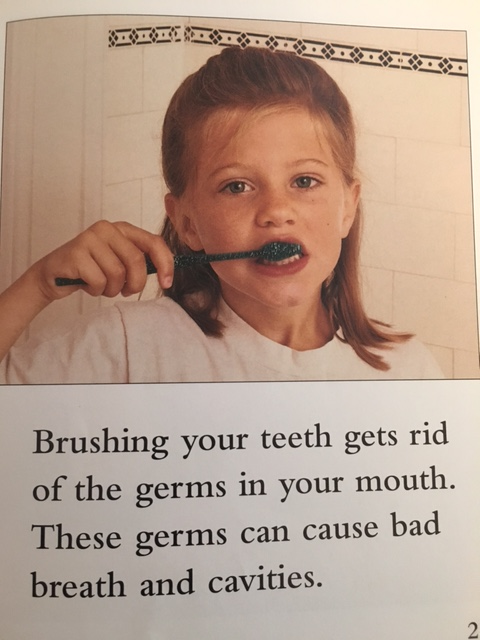 Brushing your teeth gets rid
of the germs in your mouth.
These germs can cause bad
breath and cavities.
2